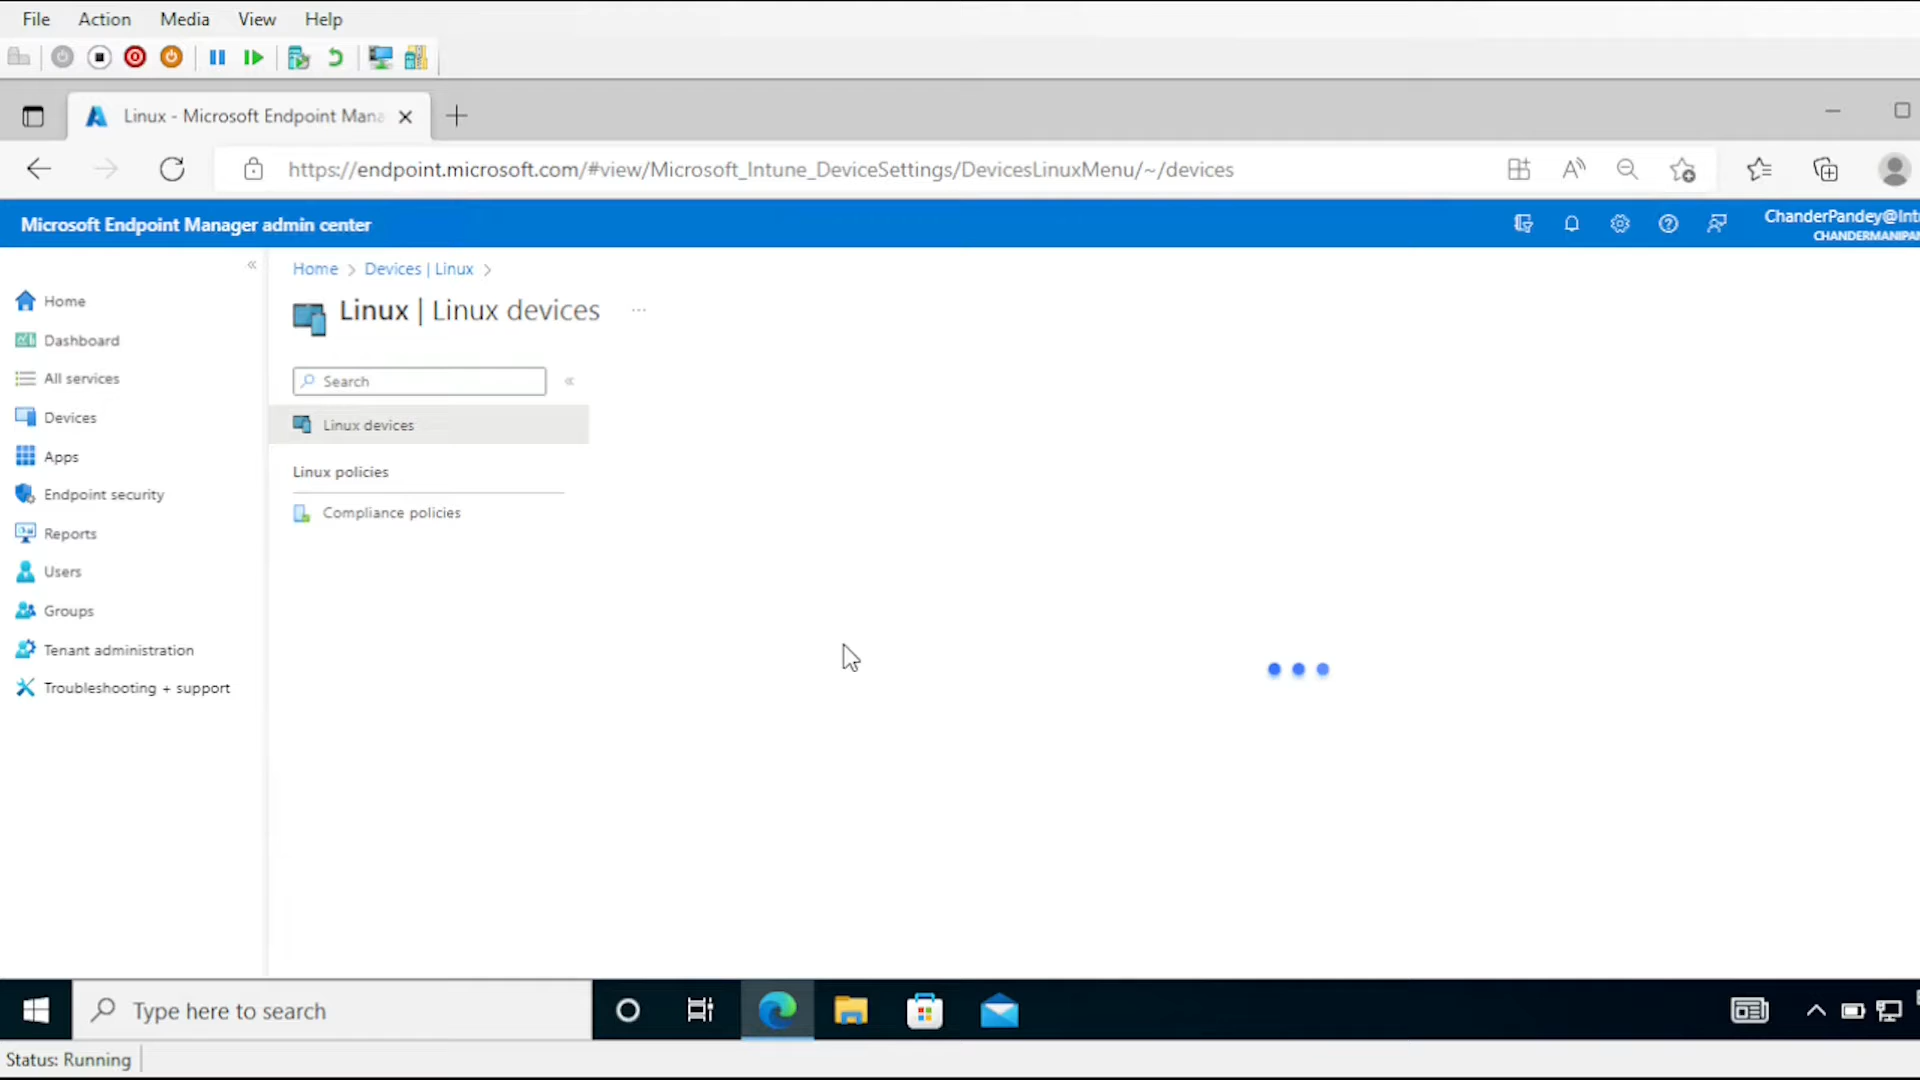 File Action Media View Help
Linux - Microsoft Endpoint Mana
https://endpoint.microsoft.com/#view/Microsoft_Intune_DeviceSettings/DevicesLinuxMenu/~/devices
Microsoft Endpoint Manager admin center
ChanderPandey@Int
CHANDERMANIPAN
Home
Dashboard
All services
Devices
Apps
Endpoint security
Reports
Users
Groups
Tenant administration
Troubleshooting + support
Home > Devices | Linux >
Linux | Linux devices ...
Search
Linux devices
Linux policies
Compliance policies
Type here to search
Status: Running